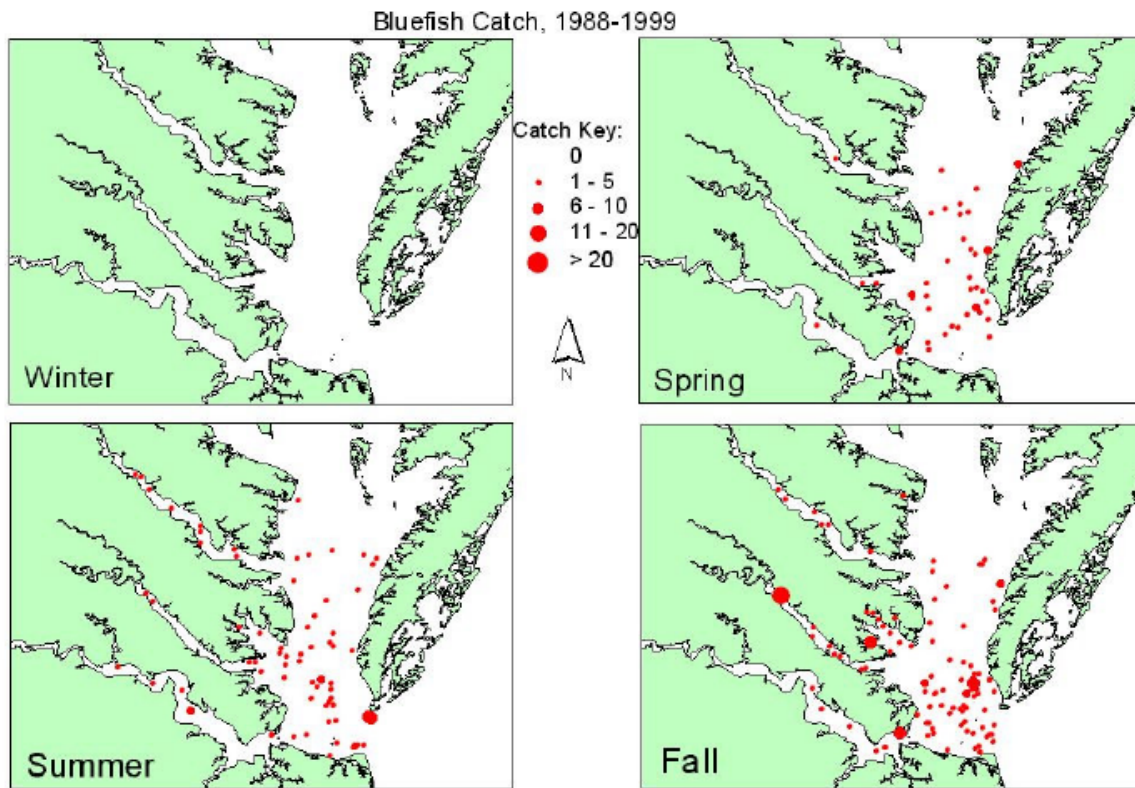 Bluefish Catch, 1988-1999
Catch Key:
0
1 - 5
6 - 10
11 - 20
> 20
N
Winter
Spring
Summer
Fall